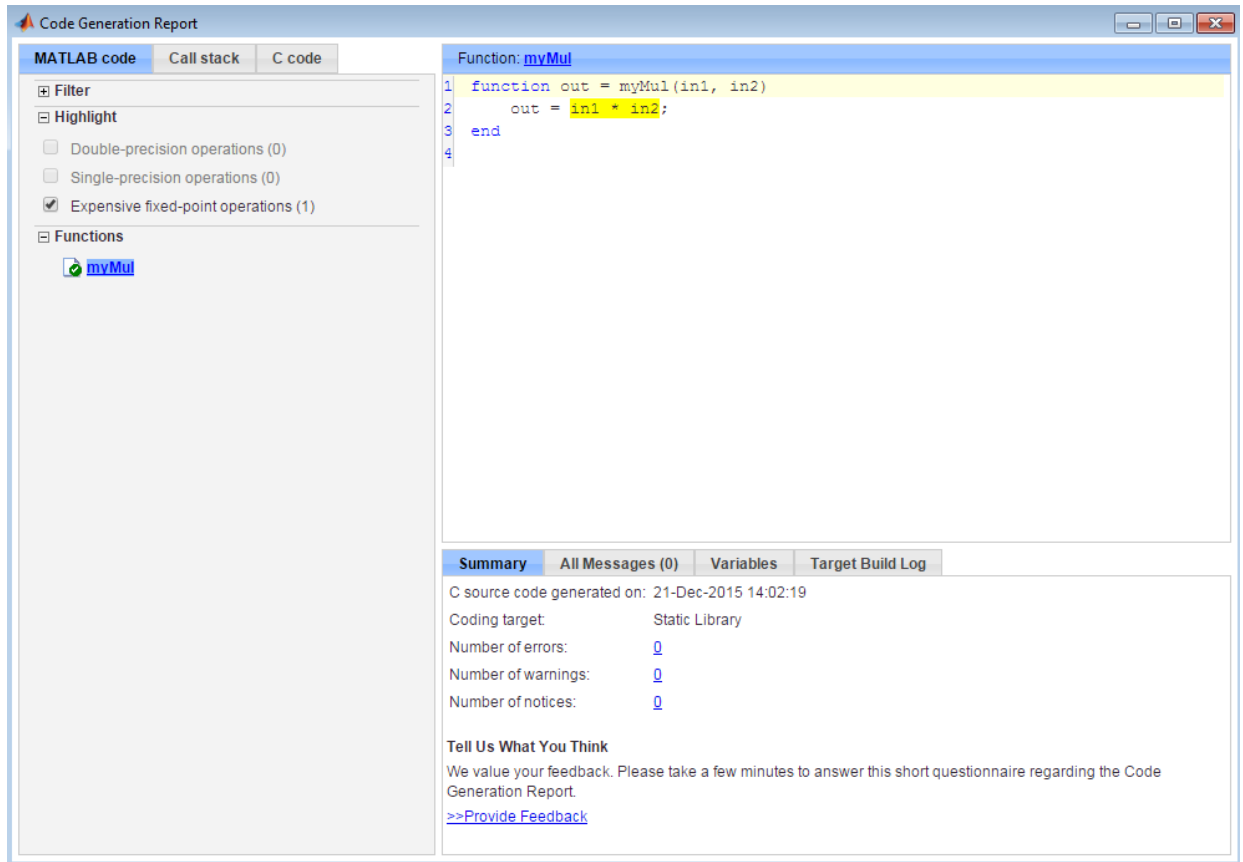 Code Generation Report
MATLAB code Call stack C code
Filter
Highlight
Double-precision operations (0)
Single-precision operations (0)
Expensive fixed-point operations (1)
Functions
myMul
Function: myMul
1 function out = myMul(in1, in2)
2 out = in1 * in2;
3 end
4
Summary All Messages (0) Variables Target Build Log
C source code generated on: 21-Dec-2015 14:02:19
Coding target: Static Library
Number of errors: 0
Number of warnings: 0
Number of notices: 0
Tell Us What You Think
We value your feedback. Please take a few minutes to answer this short questionnaire regarding the Code
Generation Report.
>>Provide Feedback